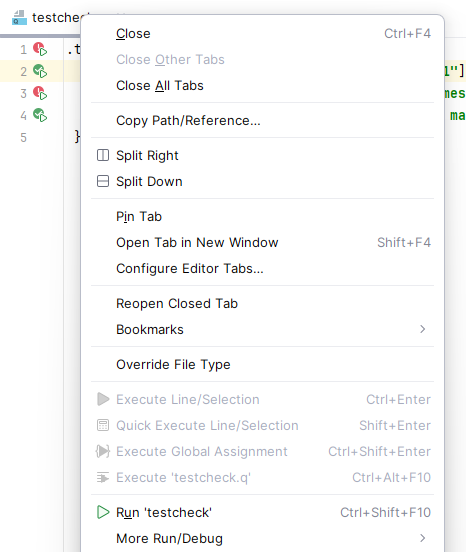 testcheck
Close Ctrl+F4
Close Other Tabs
Close All Tabs
Copy Path/Reference...
Split Right
Split Down
Pin Tab
Open Tab in New Window Shift+F4
Configure Editor Tabs...
Reopen Closed Tab
Bookmarks
Override File Type
Execute Line/Selection Ctrl+Enter
Quick Execute Line/Selection Shift+Enter
Execute Global Assignment Ctrl+Shift+Enter
Execute 'testcheck.q' Ctrl+Alt+F10
Run 'testcheck' Ctrl+Shift+F10
More Run/Debug
1 .t
2 1"]
3 mes
4 ma
5 }